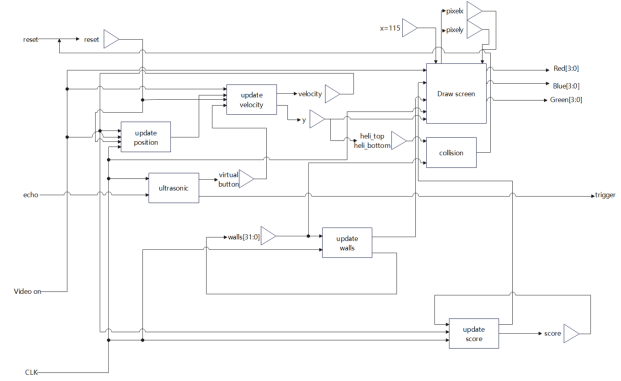 pixelx
pixely
x=115
reset
reset
Red[3:0]
Blue[3:0]
Green[3:0]
Draw screen
update
velocity
velocity
y
update
position
heli_top
heli_bottom
collision
ultrasonic
virtual
button
echo
trigger
walls[31:0]
update
walls
Video on
update
score
score
CLK